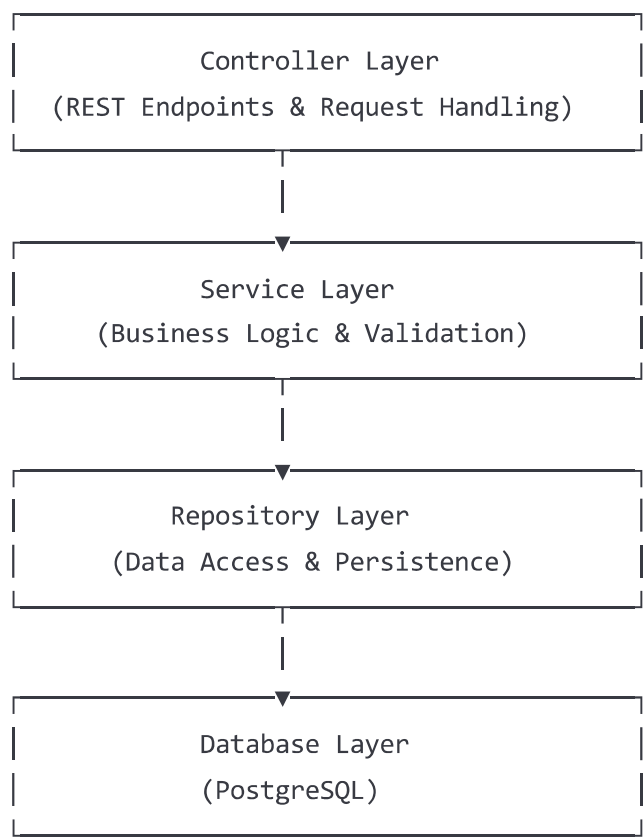 Controller Layer
(REST Endpoints & Request Handling)
Service Layer
(Business Logic & Validation)
Repository Layer
(Data Access & Persistence)
Database Layer
(PostgreSQL)